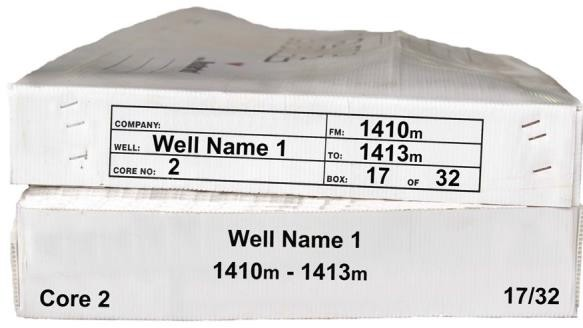 COMPANY: FM: 1410m
WELL: Well Name 1 TO: 1413m
CORE NO: 2 BOX: 17 OF 32
Well Name 1
1410m - 1413m
Core 2 17/32